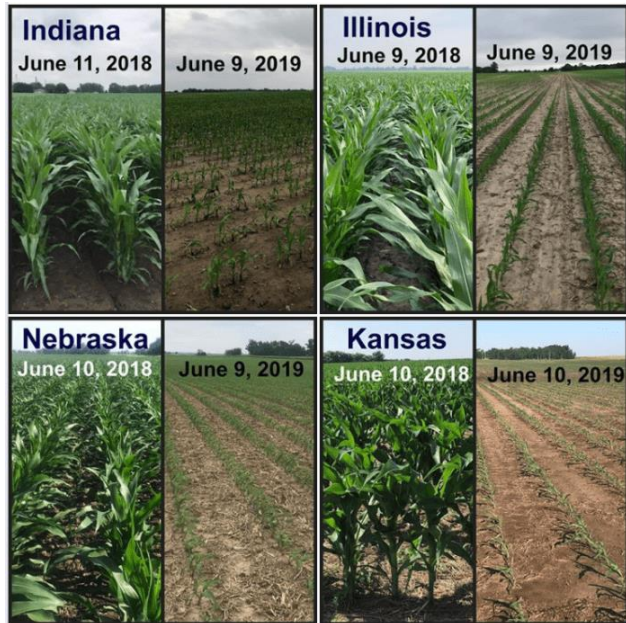 Indiana
June 11, 2018
June 9, 2019
Illinois
June 9, 2018
June 9, 2019
Nebraska
June 10, 2018
June 9, 2019
Kansas
June 10, 2018
June 10, 2019